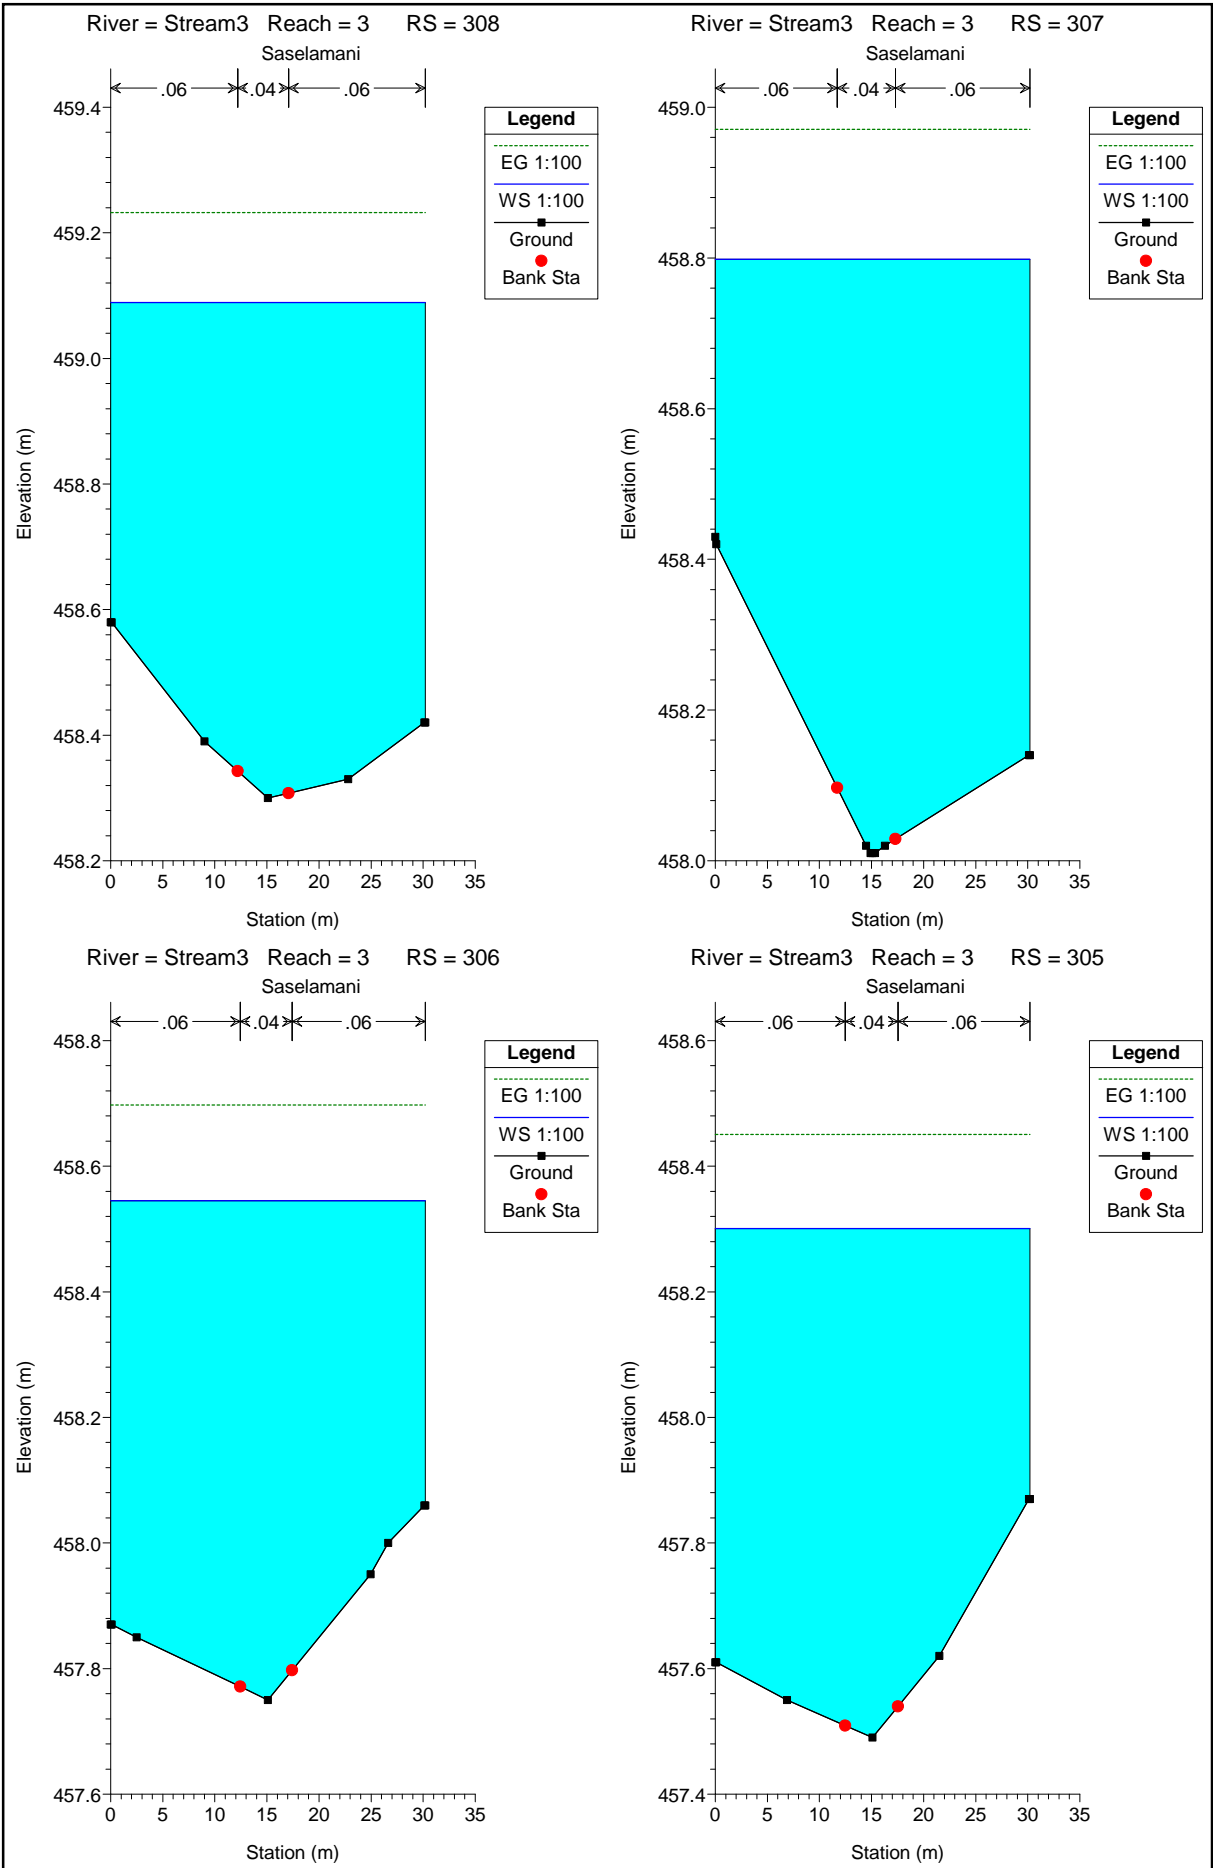 River = Stream3 Reach = 3 RS = 308
Saselamani
.06 .04 .06
459.4
459.2
459.0
458.8
458.6
458.4
458.2
Elevation (m)
0 5 10 15 20 25 30 35
Station (m)
Legend
EG 1:100
WS 1:100
Ground
Bank Sta
River = Stream3 Reach = 3 RS = 307
Saselamani
.06 .04 .06
459.0
458.8
458.6
458.4
458.2
458.0
Elevation (m)
0 5 10 15 20 25 30 35
Station (m)
Legend
EG 1:100
WS 1:100
Ground
Bank Sta
River = Stream3 Reach = 3 RS = 306
Saselamani
.06 .04 .06
458.8
458.6
458.4
458.2
458.0
457.8
457.6
Elevation (m)
0 5 10 15 20 25 30 35
Station (m)
Legend
EG 1:100
WS 1:100
Ground
Bank Sta
River = Stream3 Reach = 3 RS = 305
Saselamani
.06 .04 .06
458.6
458.4
458.2
458.0
457.8
457.6
457.4
Elevation (m)
0 5 10 15 20 25 30 35
Station (m)
Legend
EG 1:100
WS 1:100
Ground
Bank Sta